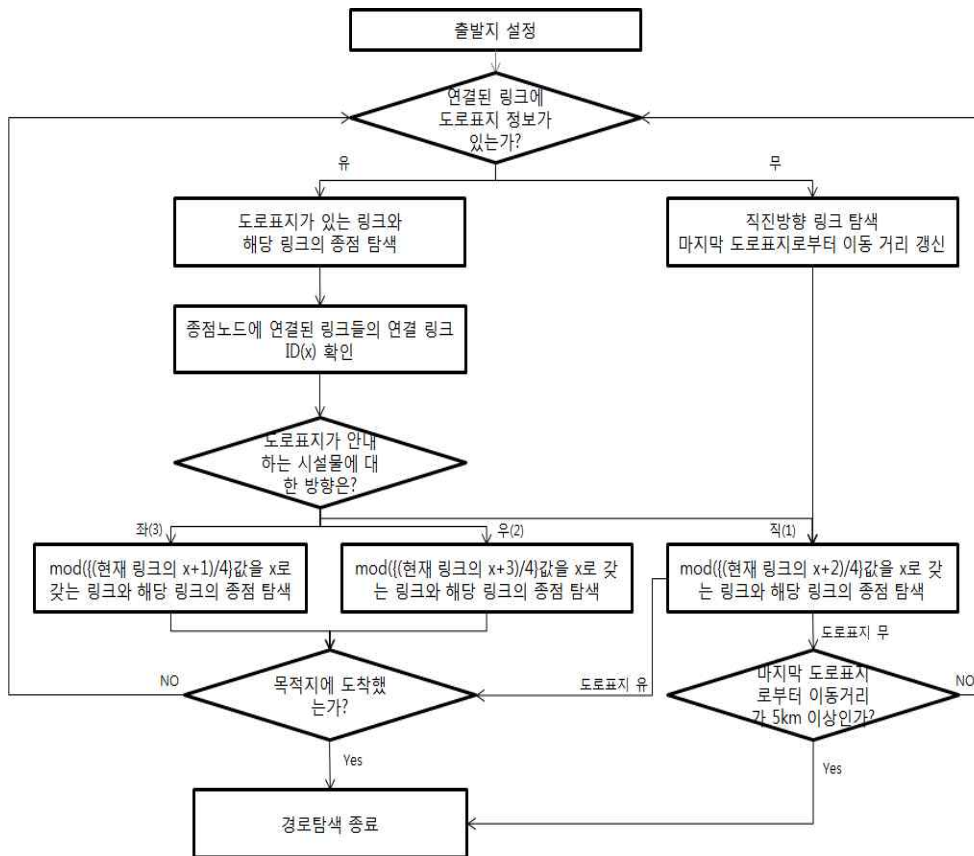 출발지 설정
연결된 링크에
도로표지 정보가
있는가?
유
무
도로표지가 있는 링크와
해당 링크의 종점 탐색
직진방향 링크 탐색
마지막 도로표지로부터 이동 거리 갱신
종점노드에 연결된 링크들의 연결 링크
ID(x) 확인
도로표지가 안내
하는 시설물에 대
한 방향은?
좌(3)
우(2)
직(1)
mod({(현재 링크의 x+1)/4}값을 x로
갖는 링크와 해당 링크의 종점 탐색
mod({(현재 링크의 x+3)/4}값을 x로 갖
는 링크와 해당 링크의 종점 탐색
mod({(현재 링크의 x+2)/4}값을 x로 갖
는 링크와 해당 링크의 종점 탐색
도로표지 무
NO
목적지에 도착했
는가?
도로표지 유
마지막 도로표지
로부터 이동거리
가 5km 이상인가?
NO
Yes
Yes
경로탐색 종료